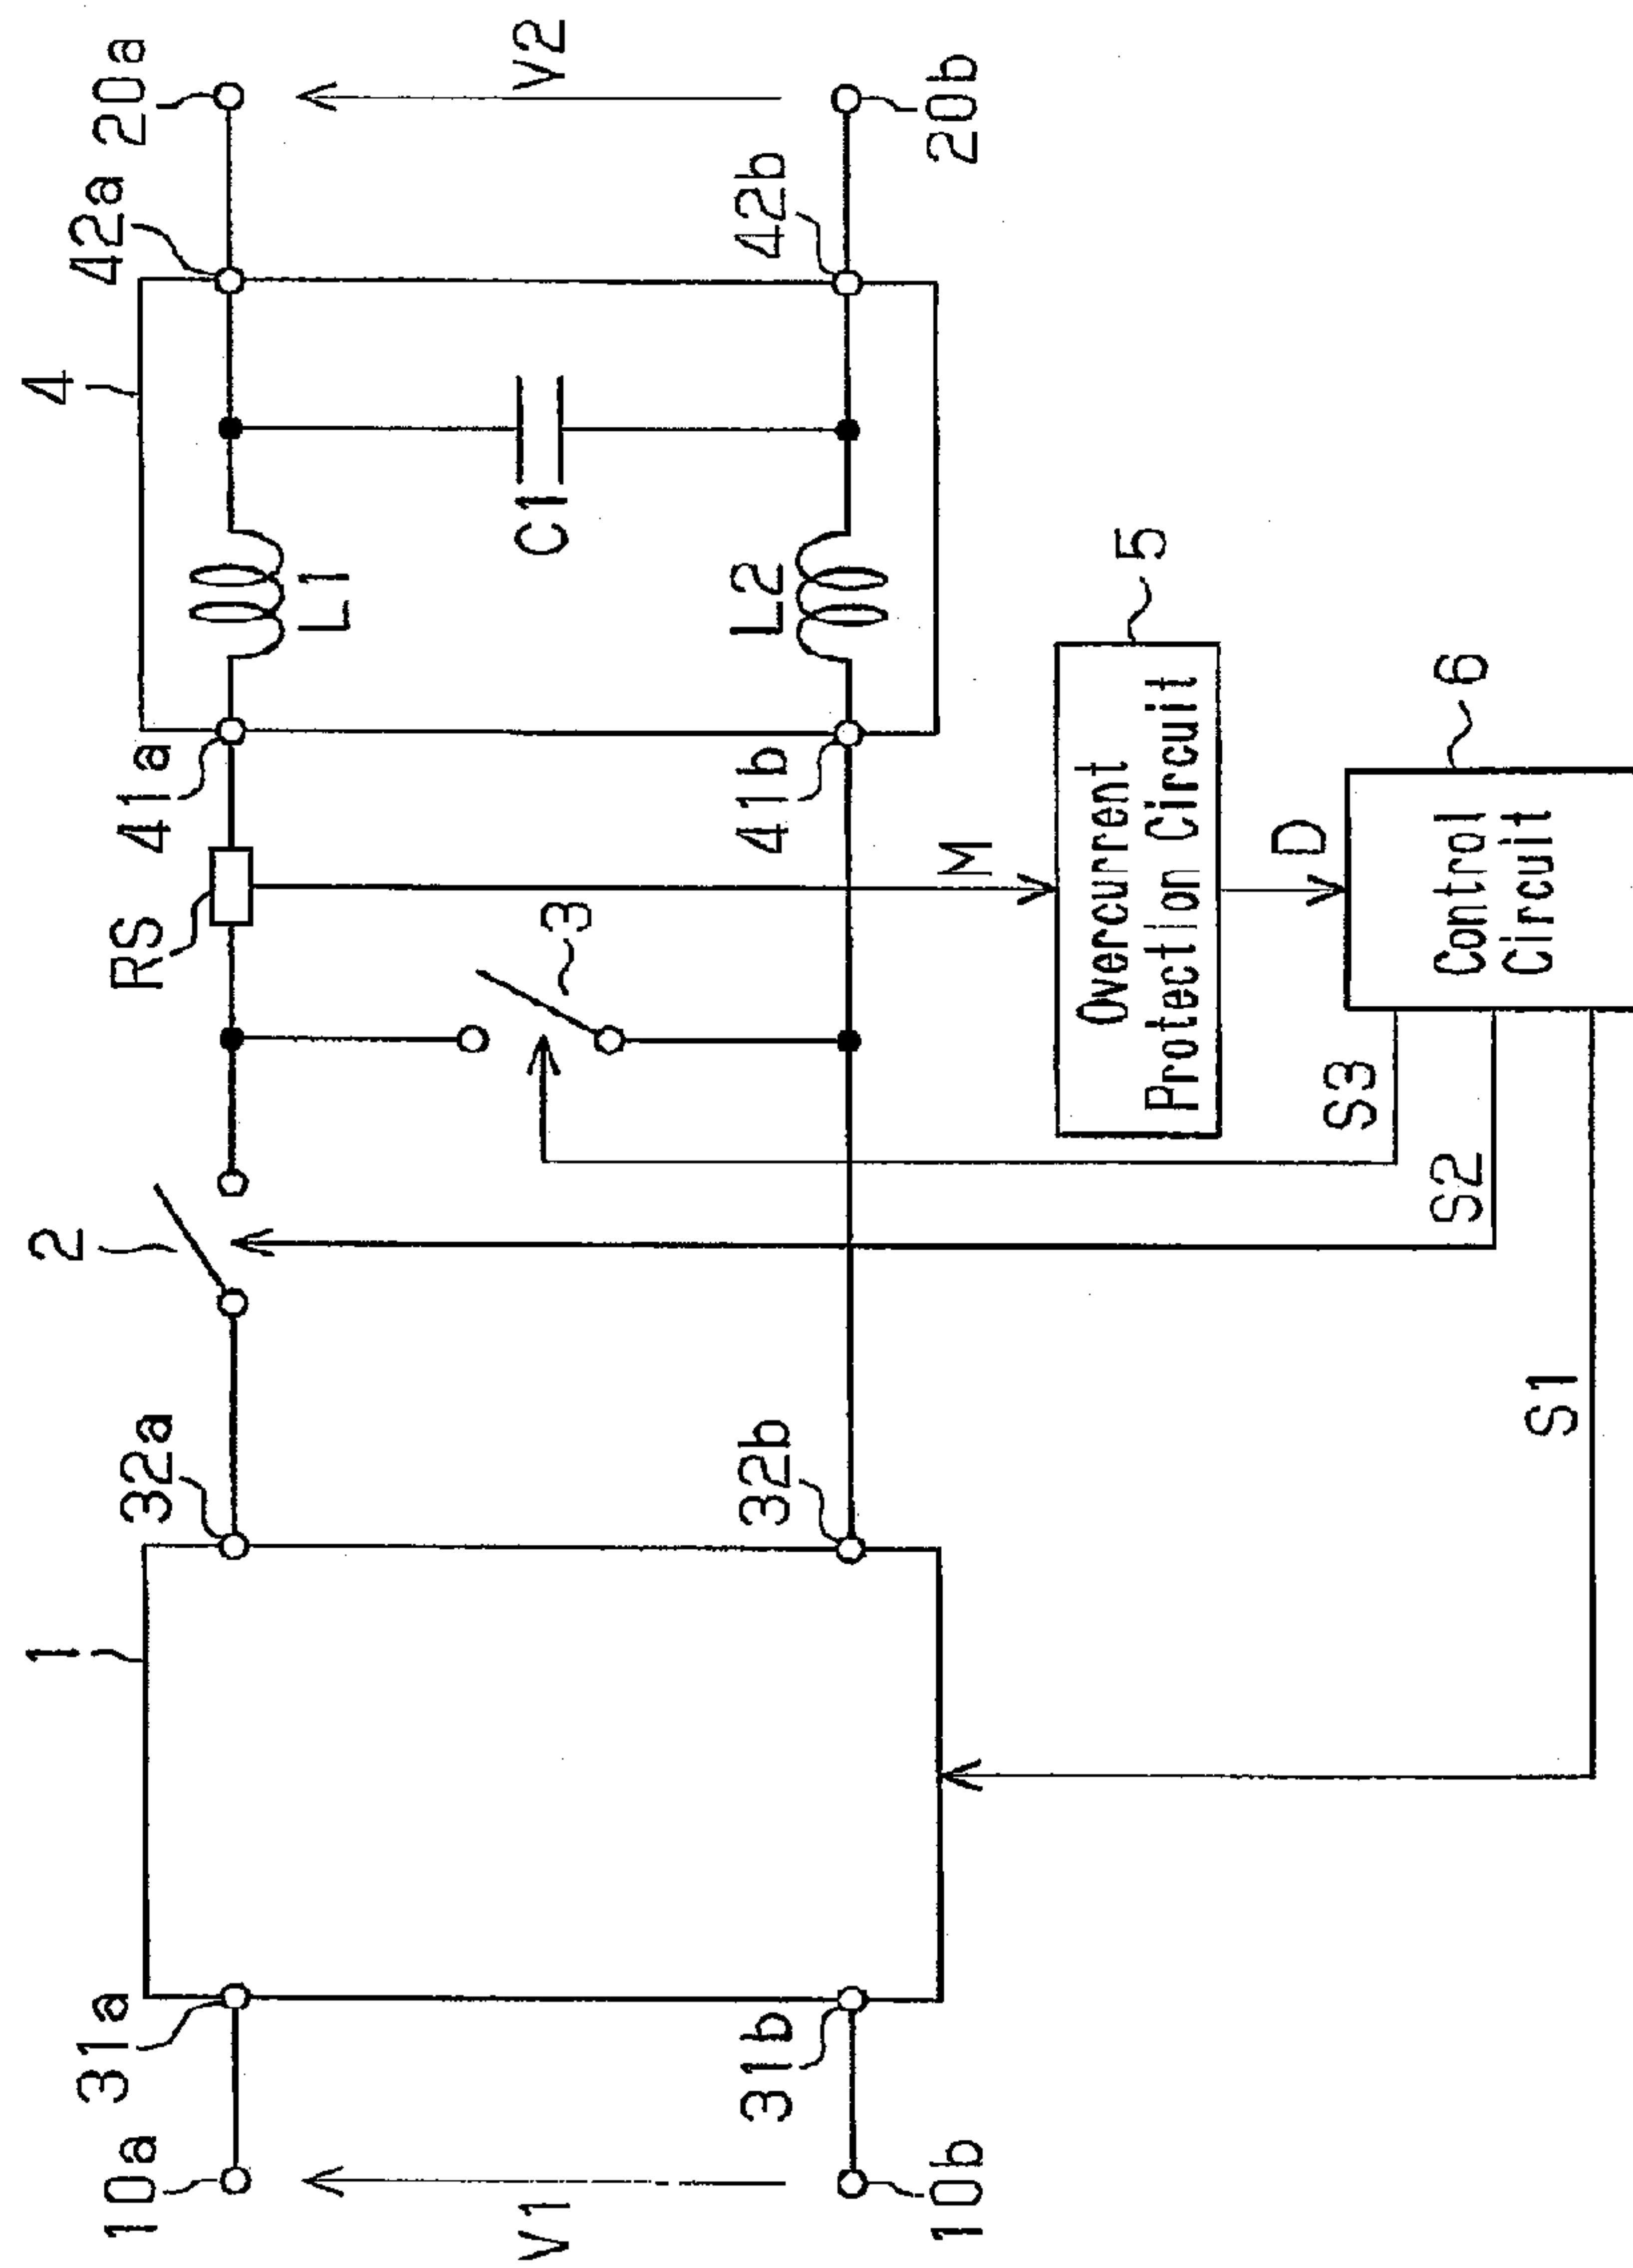 1
2
4
31a
32a
RS
41a
42a
10a
20a
V1
3
L1
C1
V2
L2
31b
32b
41b
42b
10b
20b
M
5
Overcurrent
Protection Circuit
S3
D
6
S2
Control
Circuit
S1